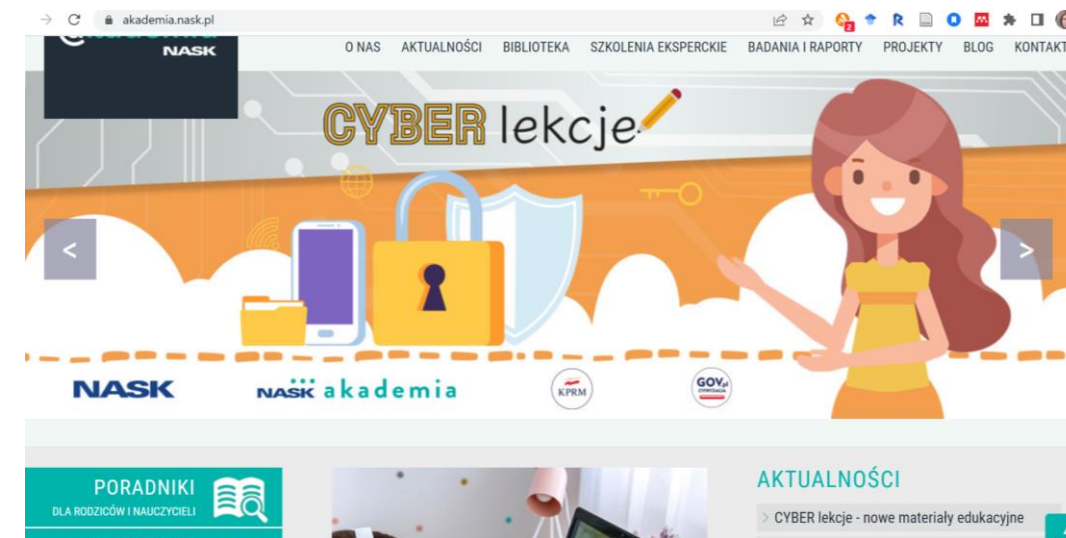 akademia.nask.pl
NASK
O NAS AKTUALNOŚCI BIBLIOTEKA SZKOLENIA EKSPERCKIE BADANIA I RAPORTY PROJEKTY BLOG KONTAKT
2
CYBER lekcje
<
>
NASK
NASK akademia
KPRM
GOV.pl
PORADNIKI
DLA RODZICÓW I NAUCZYCIELI
AKTUALNOŚCI
> CYBER lekcje - nowe materiały edukacyjne